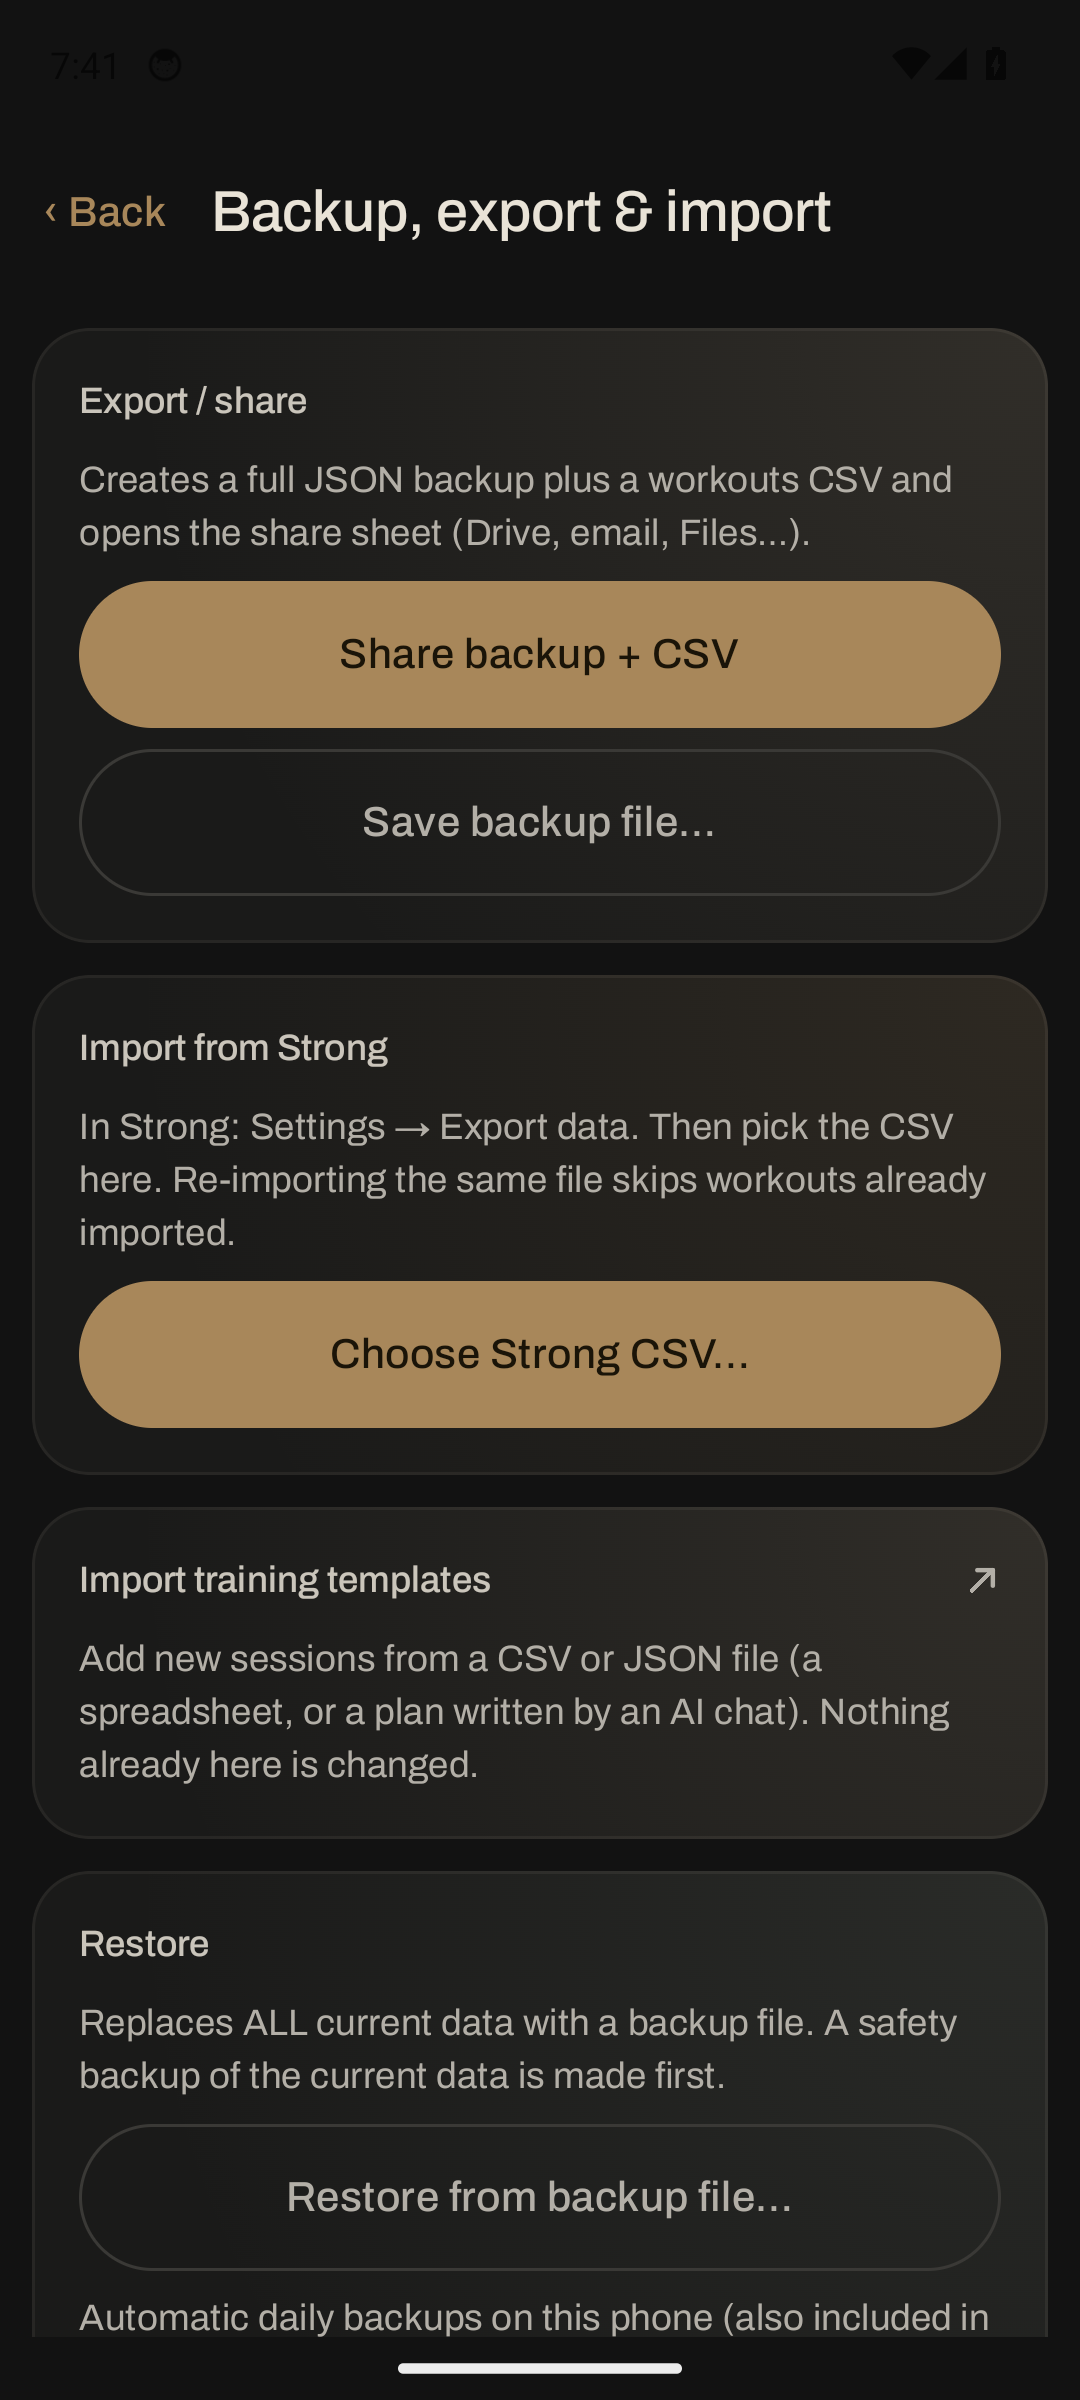 7:41
‹ Back Backup, export & import
Export / share
Creates a full JSON backup plus a workouts CSV and
opens the share sheet (Drive, email, Files…).
Share backup + CSV
Save backup file…
Import from Strong
In Strong: Settings → Export data. Then pick the CSV
here. Re-importing the same file skips workouts already
imported.
Choose Strong CSV…
Import training templates
Add new sessions from a CSV or JSON file (a
spreadsheet, or a plan written by an AI chat). Nothing
already here is changed.
Restore
Replaces ALL current data with a backup file. A safety
backup of the current data is made first.
Restore from backup file…
Automatic daily backups on this phone (also included in